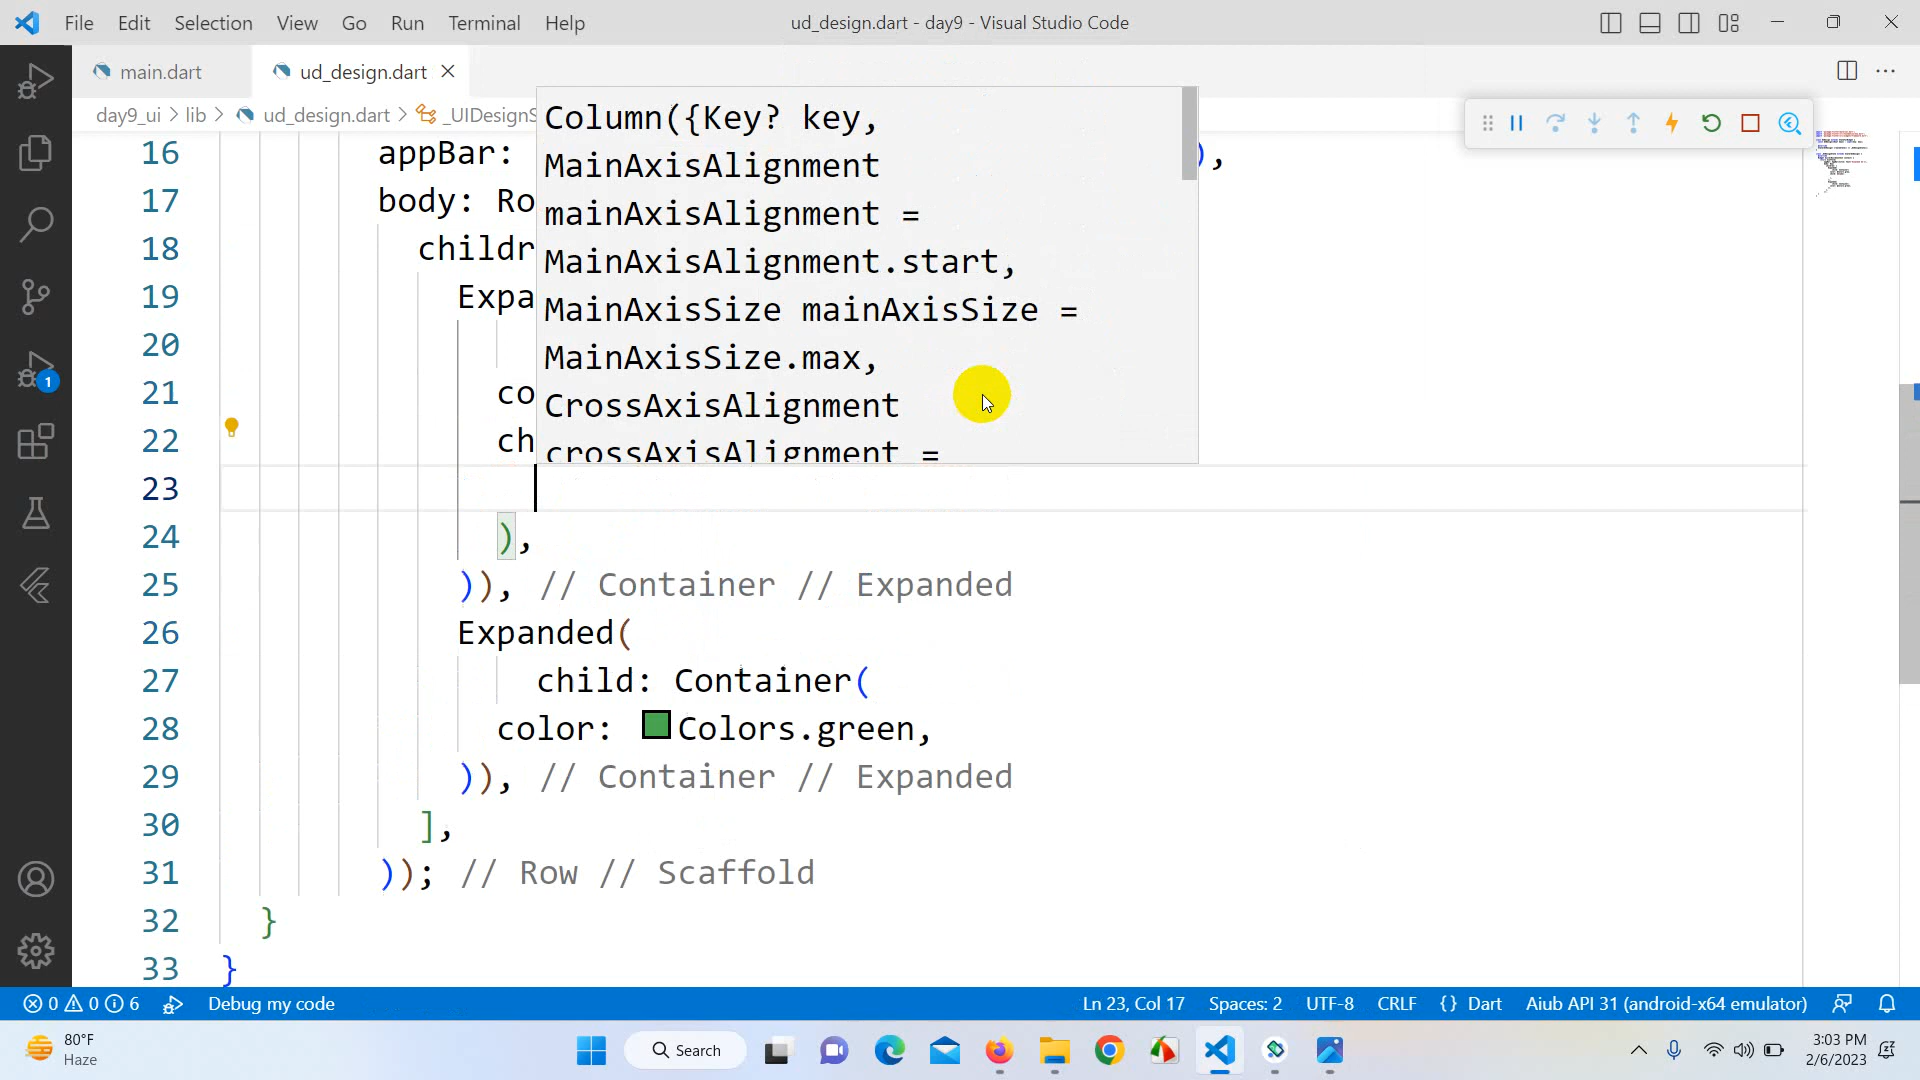 File Edit Selection View Go Run Terminal Help ud_design.dart - day9 - Visual Studio Code
main.dart ud_design.dart
day9_ui > lib > ud_design.dart > _UIDesignS
Column({Key? key,
MainAxisAlignment
mainAxisAlignment =
MainAxisAlignment.start,
MainAxisSize mainAxisSize =
MainAxisSize.max,
CrossAxisAlignment
crossAxisAlignment =
16 appBar: ),
17 body: Ro
18 childr
19 Expa
20
21 co
22 ch
23
24 ),
25 )), // Container // Expanded
26 Expanded(
27 child: Container(
28 color: Colors.green,
29 )), // Container // Expanded
30 ],
31 )); // Row // Scaffold
32 }
33 }
1
0 0 6 Debug my code Ln 23, Col 17 Spaces: 2 UTF-8 CRLF {} Dart Aiub API 31 (android-x64 emulator)
80°F
Haze
Search
3:03 PM
2/6/2023